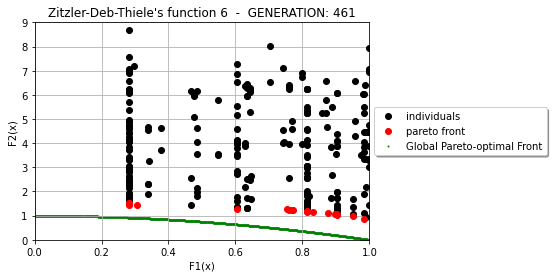 Zitzler-Deb-Thiele's function 6 - GENERATION: 461
9
8
7
6
5
4
3
2
1
0
F2(x)
0.0 0.2 0.4 0.6 0.8 1.0
F1(x)
individuals
pareto front
Global Pareto-optimal Front